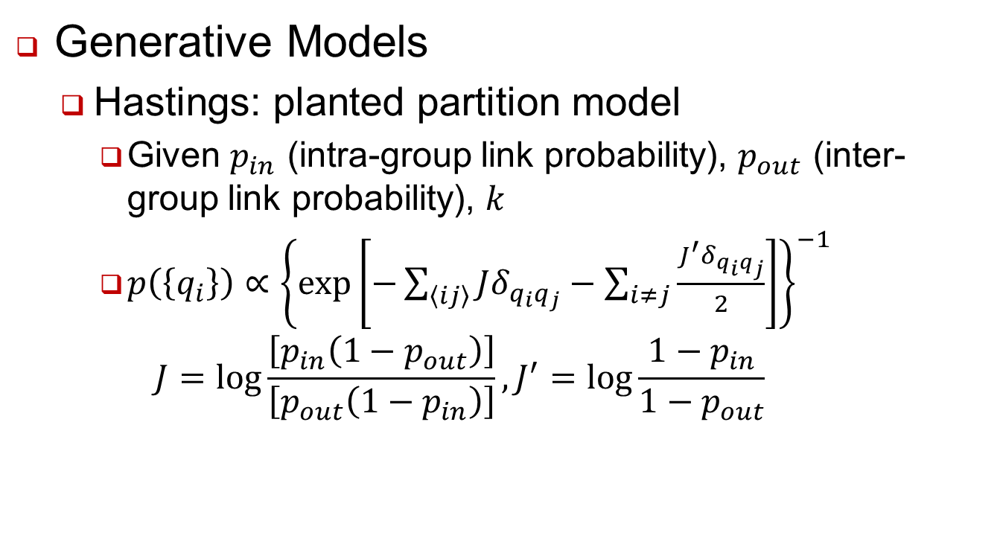 ❑ Generative Models
❑ Hastings: planted partition model
❑ Given $p_{in}$ (intra-group link probability), $p_{out}$ (inter-
group link probability), $k$
❑ $p(\{q_i\}) \propto \left\{ \exp \left[ -\sum_{\langle ij \rangle} J\delta_{q_i q_j} - \sum_{i \neq j} \frac{J'\delta_{q_i q_j}}{2} \right] \right\}^{-1}$
$J = \log \frac{[p_{in}(1 - p_{out})]}{[p_{out}(1 - p_{in})]}, J' = \log \frac{1 - p_{in}}{1 - p_{out}}$